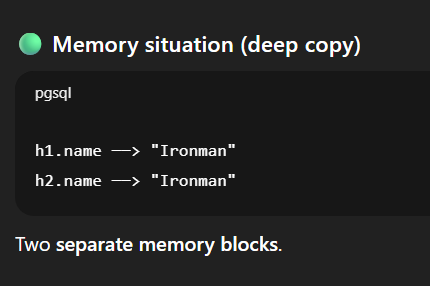 Memory situation (deep copy)
pgsql
h1.name ──> "Ironman"
h2.name ──> "Ironman"
Two separate memory blocks.